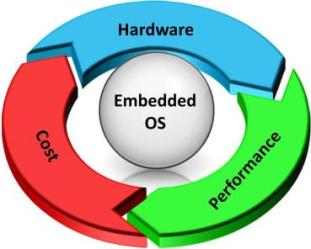 Hardware
Embedded
OS
Cost
Performance